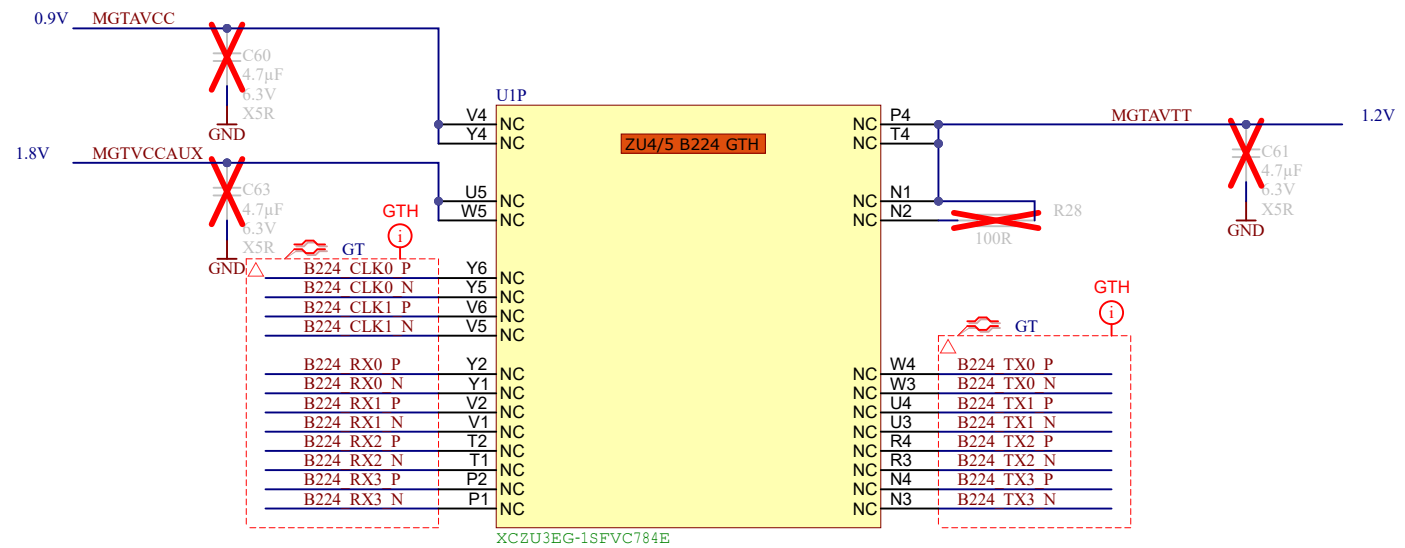 0.9V MGTAVCC
C60
4.7µF
6.3V
X5R
GND
1.8V MGTVCCAUX
C63
4.7µF
6.3V
X5R
GND
U1P
ZU4/5 B224 GTH
V4 NC
Y4 NC
U5 NC
W5 NC
GTH
i
GT
B224_CLK0_P Y6 NC
B224_CLK0_N Y5 NC
B224_CLK1_P V6 NC
B224_CLK1_N V5 NC
B224_RX0_P Y2 NC
B224_RX0_N Y1 NC
B224_RX1_P V2 NC
B224_RX1_N V1 NC
B224_RX2_P T2 NC
B224_RX2_N T1 NC
B224_RX3_P P2 NC
B224_RX3_N P1 NC
NC P4 MGTAVTT 1.2V
NC T4
NC N1
NC N2
R28
100R
C61
4.7µF
6.3V
X5R
GND
GTH
i
GT
NC W4 B224_TX0_P
NC W3 B224_TX0_N
NC U4 B224_TX1_P
NC U3 B224_TX1_N
NC R4 B224_TX2_P
NC R3 B224_TX2_N
NC N4 B224_TX3_P
NC N3 B224_TX3_N
XCZU3EG-1SFVC784E